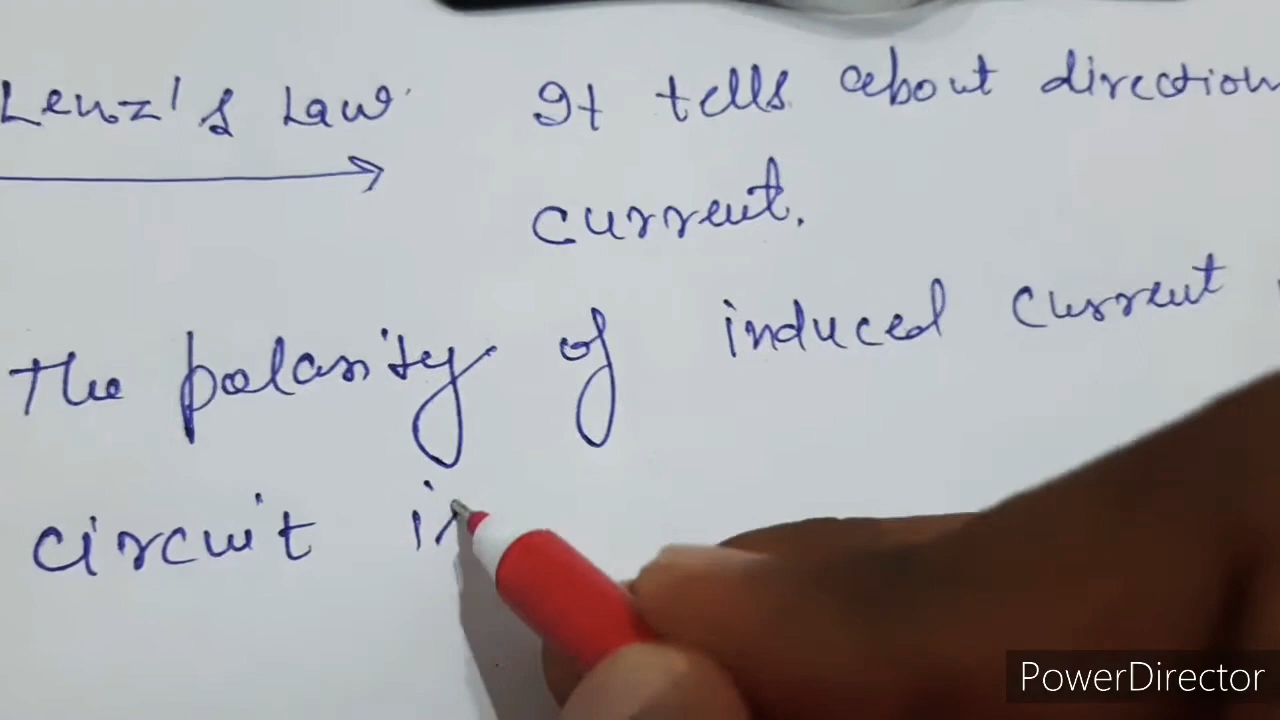 Lenz's Law
It tells about direction
current.
The polarity of induced current
circuit i
PowerDirector